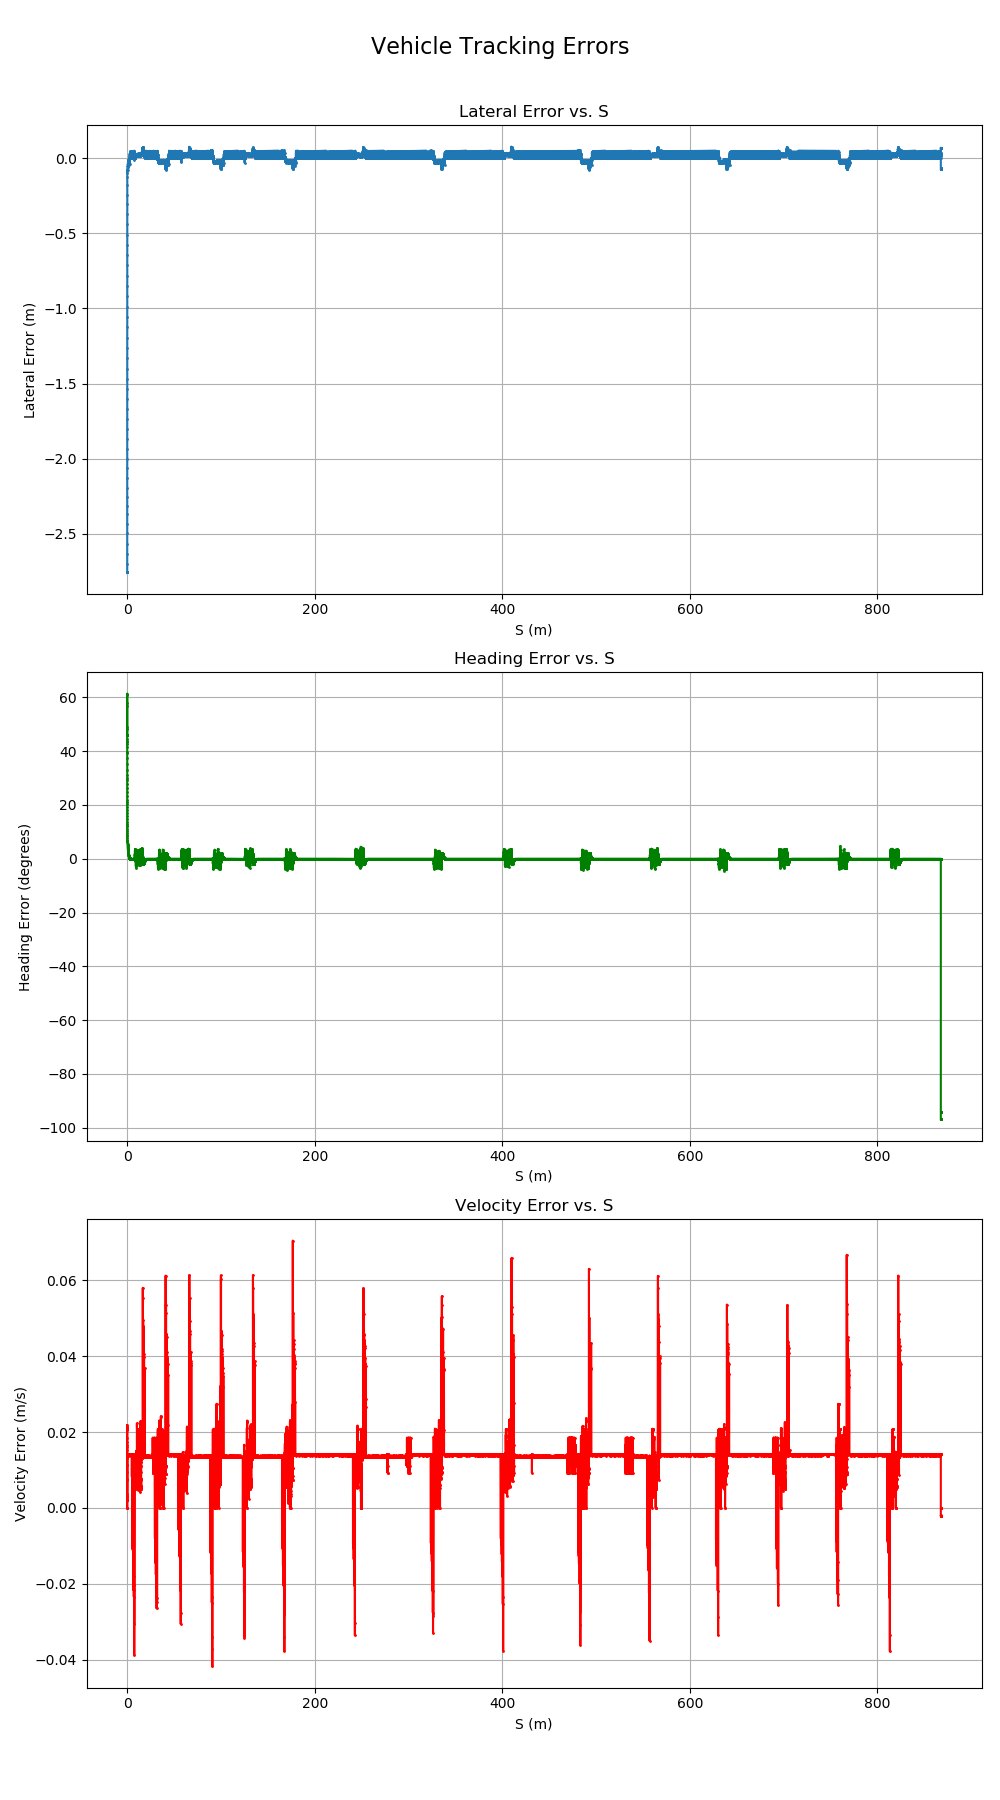 Vehicle Tracking Errors
Lateral Error vs. S
0.0
−0.5
−1.0
−1.5
−2.0
−2.5
Lateral Error (m)
0 200 400 600 800
S (m)
Heading Error vs. S
60
40
20
0
−20
−40
−60
−80
−100
Heading Error (degrees)
0 200 400 600 800
S (m)
Velocity Error vs. S
0.06
0.04
0.02
0.00
−0.02
−0.04
Velocity Error (m/s)
0 200 400 600 800
S (m)